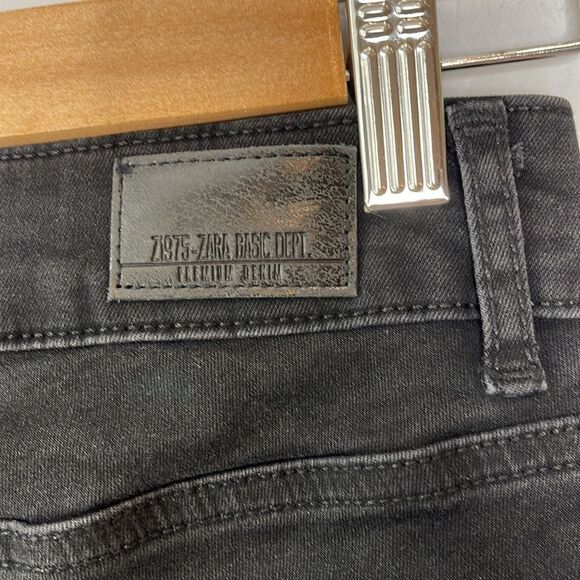 Z1975-ZARA BASIC DEPT.
PREMIUM DENIM